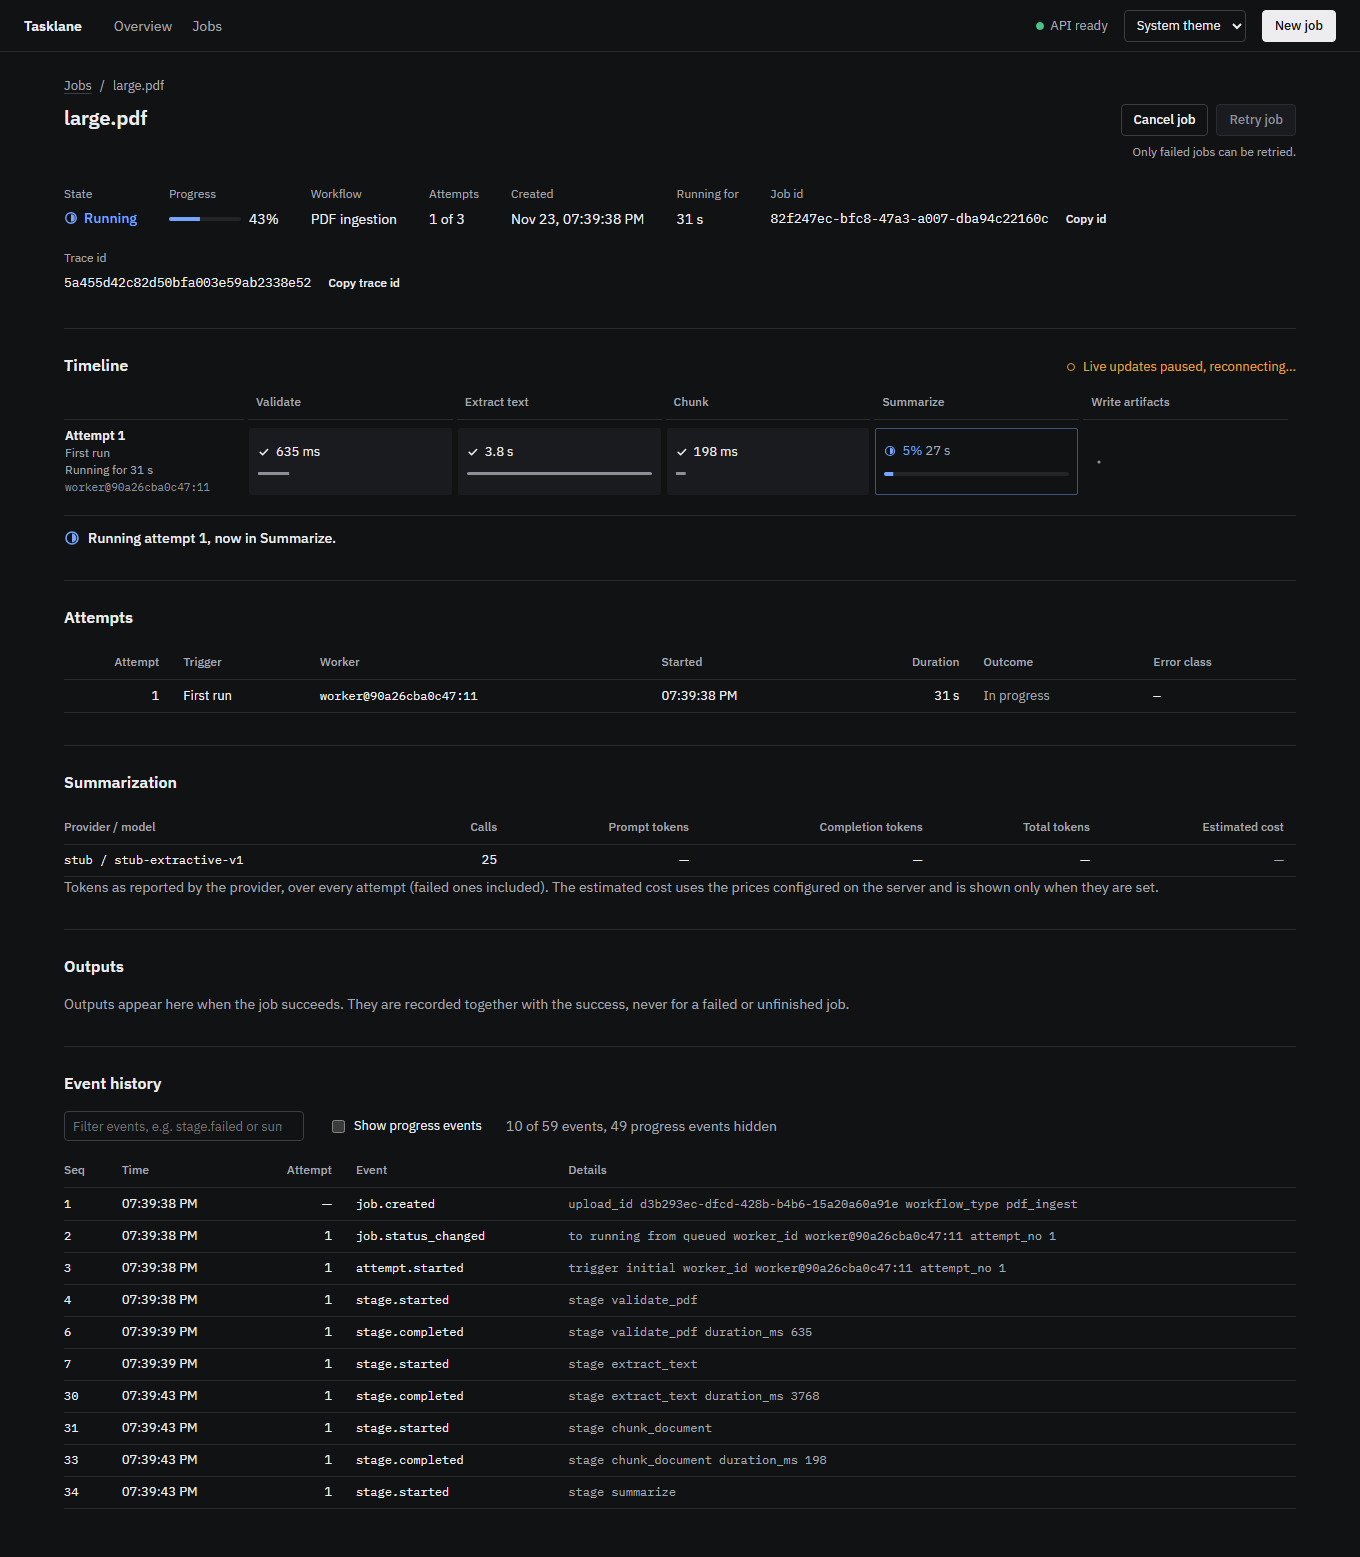 Tasklane Overview Jobs API ready System theme New job
Jobs / large.pdf
large.pdf
Cancel job Retry job
Only failed jobs can be retried.
State Progress Workflow Attempts Created Running for Job id
Running 43% PDF ingestion 1 of 3 Nov 23, 07:39:38 PM 31 s 82f247ec-bfc8-47a3-a007-dba94c22160c Copy id
Trace id
5a455d42c82d50bfa003e59ab2338e52 Copy trace id
Timeline Live updates paused, reconnecting…
Validate Extract text Chunk Summarize Write artifacts
Attempt 1
First run
Running for 31 s
worker@90a26cba0c47:11
635 ms 3.8 s 198 ms 5% 27 s
Running attempt 1, now in Summarize.
Attempts
Attempt Trigger Worker Started Duration Outcome Error class
1 First run worker@90a26cba0c47:11 07:39:38 PM 31 s In progress –
Summarization
Provider / model Calls Prompt tokens Completion tokens Total tokens Estimated cost
stub / stub-extractive-v1 25 — — — —
Tokens as reported by the provider, over every attempt (failed ones included). The estimated cost uses the prices configured on the server and is shown only when they are set.
Outputs
Outputs appear here when the job succeeds. They are recorded together with the success, never for a failed or unfinished job.
Event history
Filter events, e.g. stage.failed or sun Show progress events 10 of 59 events, 49 progress events hidden
Seq Time Attempt Event Details
1 07:39:38 PM — job.created upload_id d3b293ec-dfcd-428b-b4b6-15a20a60a91e workflow_type pdf_ingest
2 07:39:38 PM 1 job.status_changed to running from queued worker_id worker@90a26cba0c47:11 attempt_no 1
3 07:39:38 PM 1 attempt.started trigger initial worker_id worker@90a26cba0c47:11 attempt_no 1
4 07:39:38 PM 1 stage.started stage validate_pdf
6 07:39:39 PM 1 stage.completed stage validate_pdf duration_ms 635
7 07:39:39 PM 1 stage.started stage extract_text
30 07:39:43 PM 1 stage.completed stage extract_text duration_ms 3768
31 07:39:43 PM 1 stage.started stage chunk_document
33 07:39:43 PM 1 stage.completed stage chunk_document duration_ms 198
34 07:39:43 PM 1 stage.started stage summarize